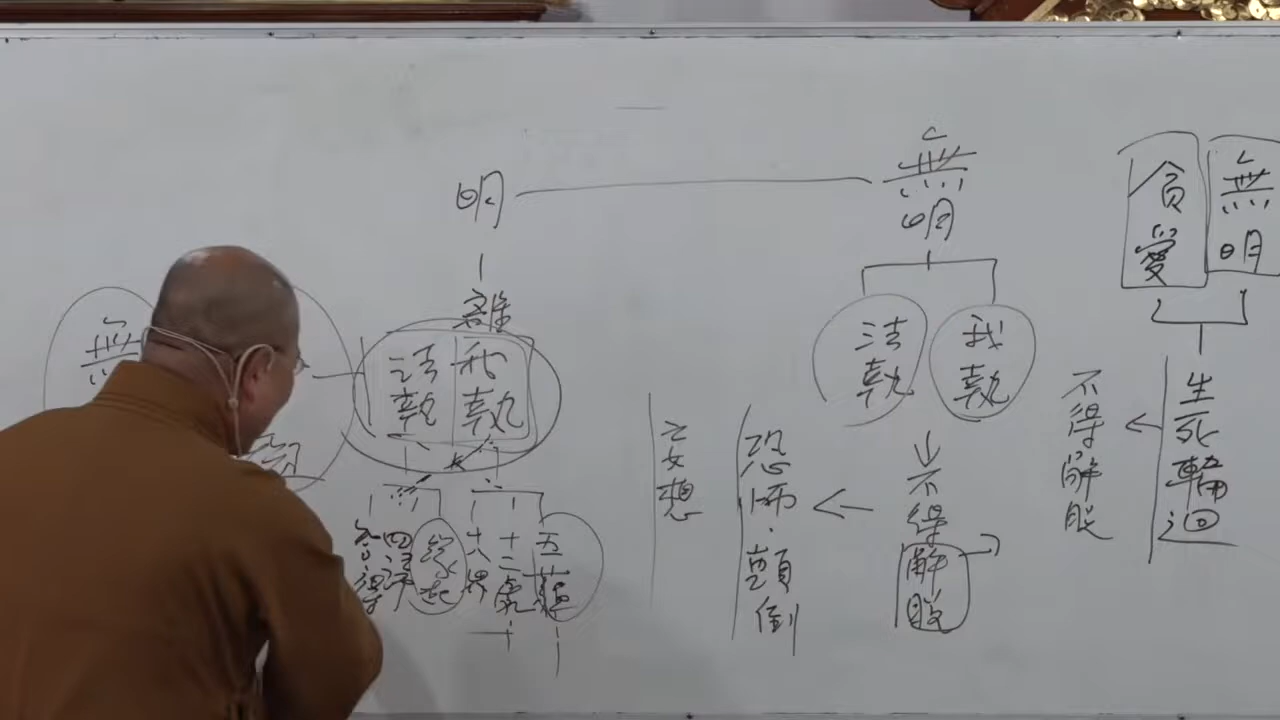 無明
貪愛
生死輪迴
不得解脫
無明
我執
法執
不得解脫
恐怖.顛倒
妄想
明
離
我執
法執
五蘊
十二處
十八界
緣起
四諦
無